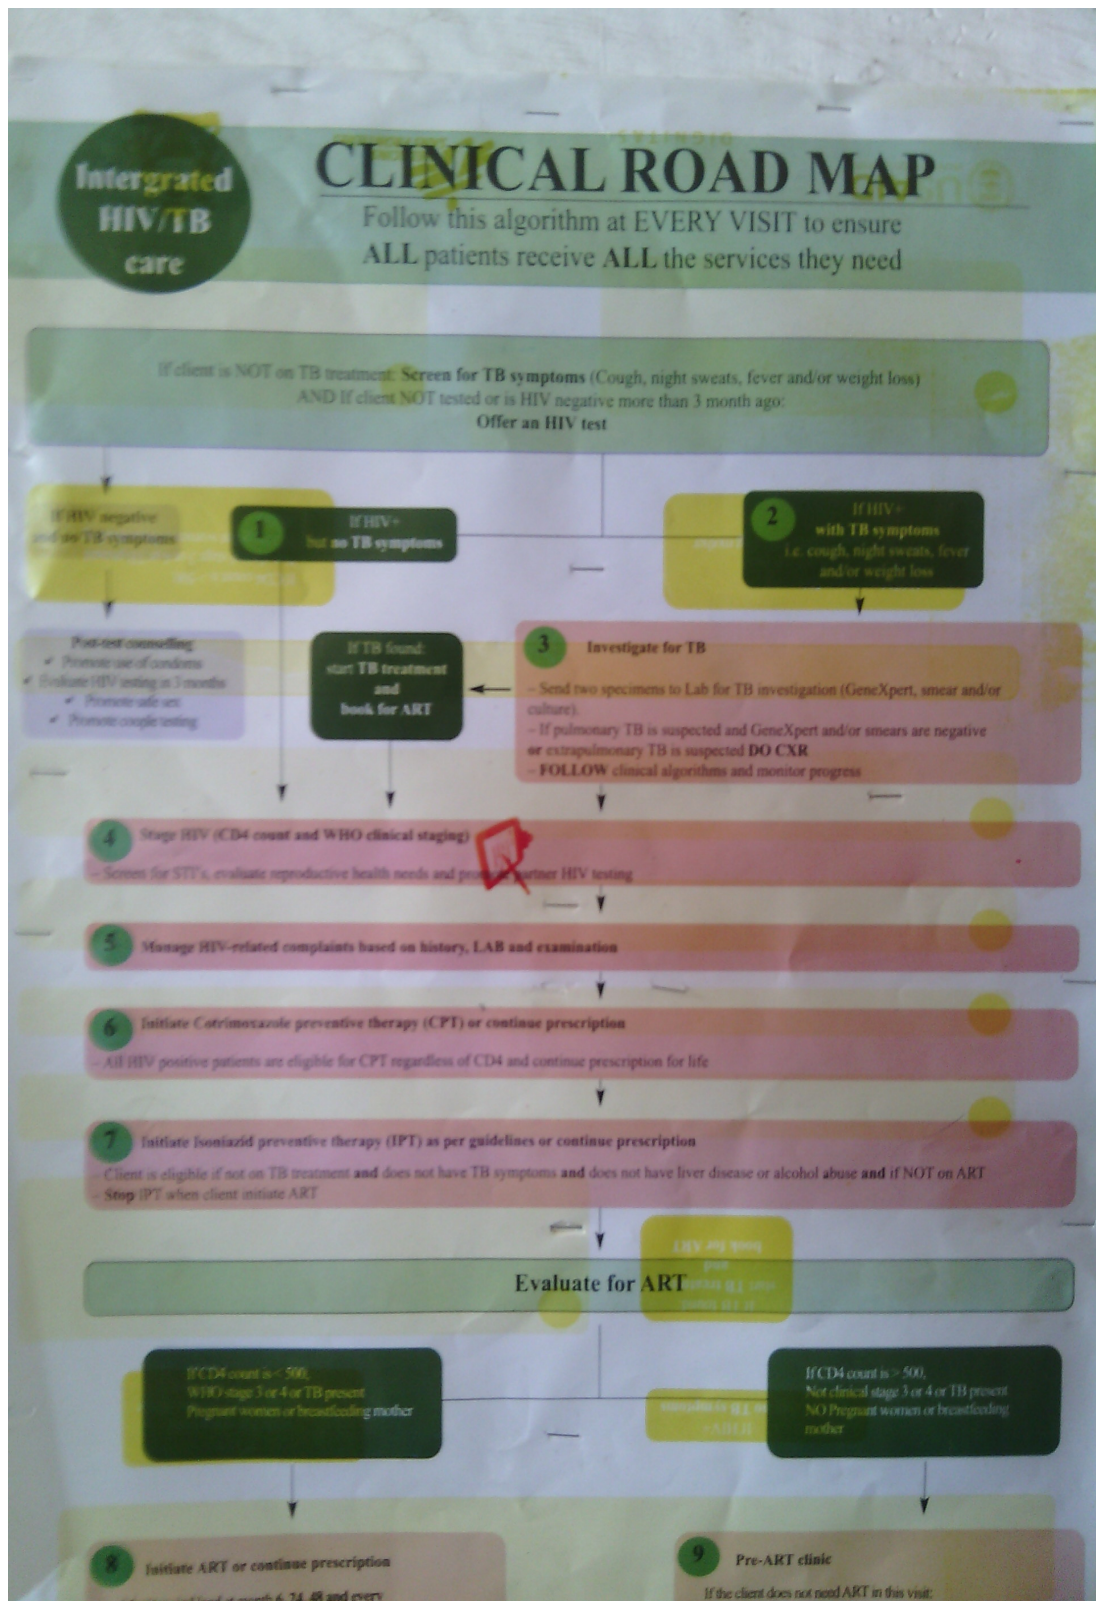 Intergrated
HIV/TB
care
CLINICAL ROAD MAP
Follow this algorithm at EVERY VISIT to ensure
ALL patients receive ALL the services they need
If client is NOT on TB treatment: Screen for TB symptoms (Cough, night sweats, fever and/or weight loss)
AND If client NOT tested or is HIV negative more than 3 month ago:
Offer an HIV test
If HIV negative
and no TB symptoms
1
If HIV+
but no TB symptoms
2
If HIV+
with TB symptoms
i.e. cough, night sweats, fever
and/or weight loss
Post-test counselling
✔ Promote use of condoms
✔ Evaluate HIV testing in 3 months
✔ Promote safe sex
✔ Promote couple testing
If TB found:
start TB treatment
and
book for ART
3
Investigate for TB
– Send two specimens to Lab for TB investigation (GeneXpert, smear and/or
culture).
– If pulmonary TB is suspected and GeneXpert and/or smears are negative
or extrapulmonary TB is suspected DO CXR
– FOLLOW clinical algorithms and monitor progress
4
Stage HIV (CD4 count and WHO clinical staging)
– Screen for STI's, evaluate reproductive health needs and promote partner HIV testing
5
Manage HIV-related complaints based on history, LAB and examination
6
Initiate Cotrimoxazole preventive therapy (CPT) or continue prescription
– All HIV positive patients are eligible for CPT regardless of CD4 and continue prescription for life
7
Initiate Isoniazid preventive therapy (IPT) as per guidelines or continue prescription
– Client is eligible if not on TB treatment and does not have TB symptoms and does not have liver disease or alcohol abuse and if NOT on ART
– Stop IPT when client initiate ART
Evaluate for ART
If CD4 count is < 500,
WHO stage 3 or 4 or TB present
Pregnant women or breastfeeding mother
If CD4 count is > 500,
Not clinical stage 3 or 4 or TB present
NO Pregnant women or breastfeeding
mother
8
Initiate ART or continue prescription
month 6, 24, 48 and every
9
Pre-ART clinic
If the client does not need ART in this visit: